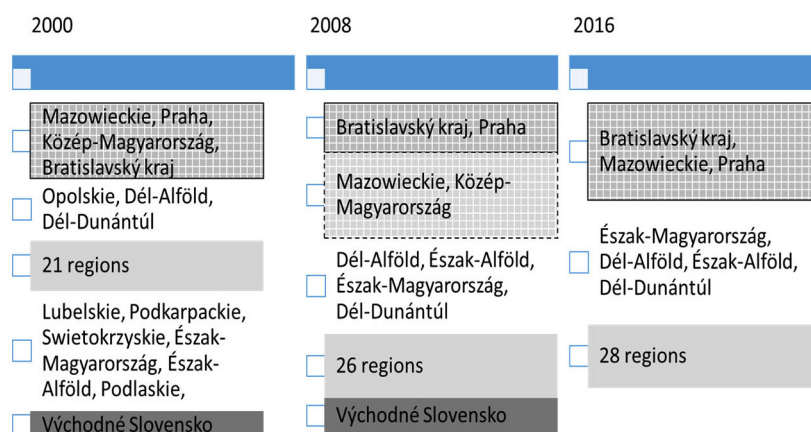 2000
Mazowieckie, Praha,
Közép-Magyarország,
Bratislavský kraj
Opolskie, Dél-Alföld,
Dél-Dunántúl
21 regions
Lubelskie, Podkarpackie,
Swietokrzyskie, Észak-
Magyarország, Észak-
Alföld, Podlaskie,
Východné Slovensko
2008
Bratislavský kraj, Praha
Mazowieckie, Közép-
Magyarország
Dél-Alföld, Észak-Alföld,
Észak-Magyarország,
Dél-Dunántúl
26 regions
Východné Slovensko
2016
Bratislavský kraj,
Mazowieckie, Praha
Észak-Magyarország,
Dél-Alföld, Észak-Alföld,
Dél-Dunántúl
28 regions